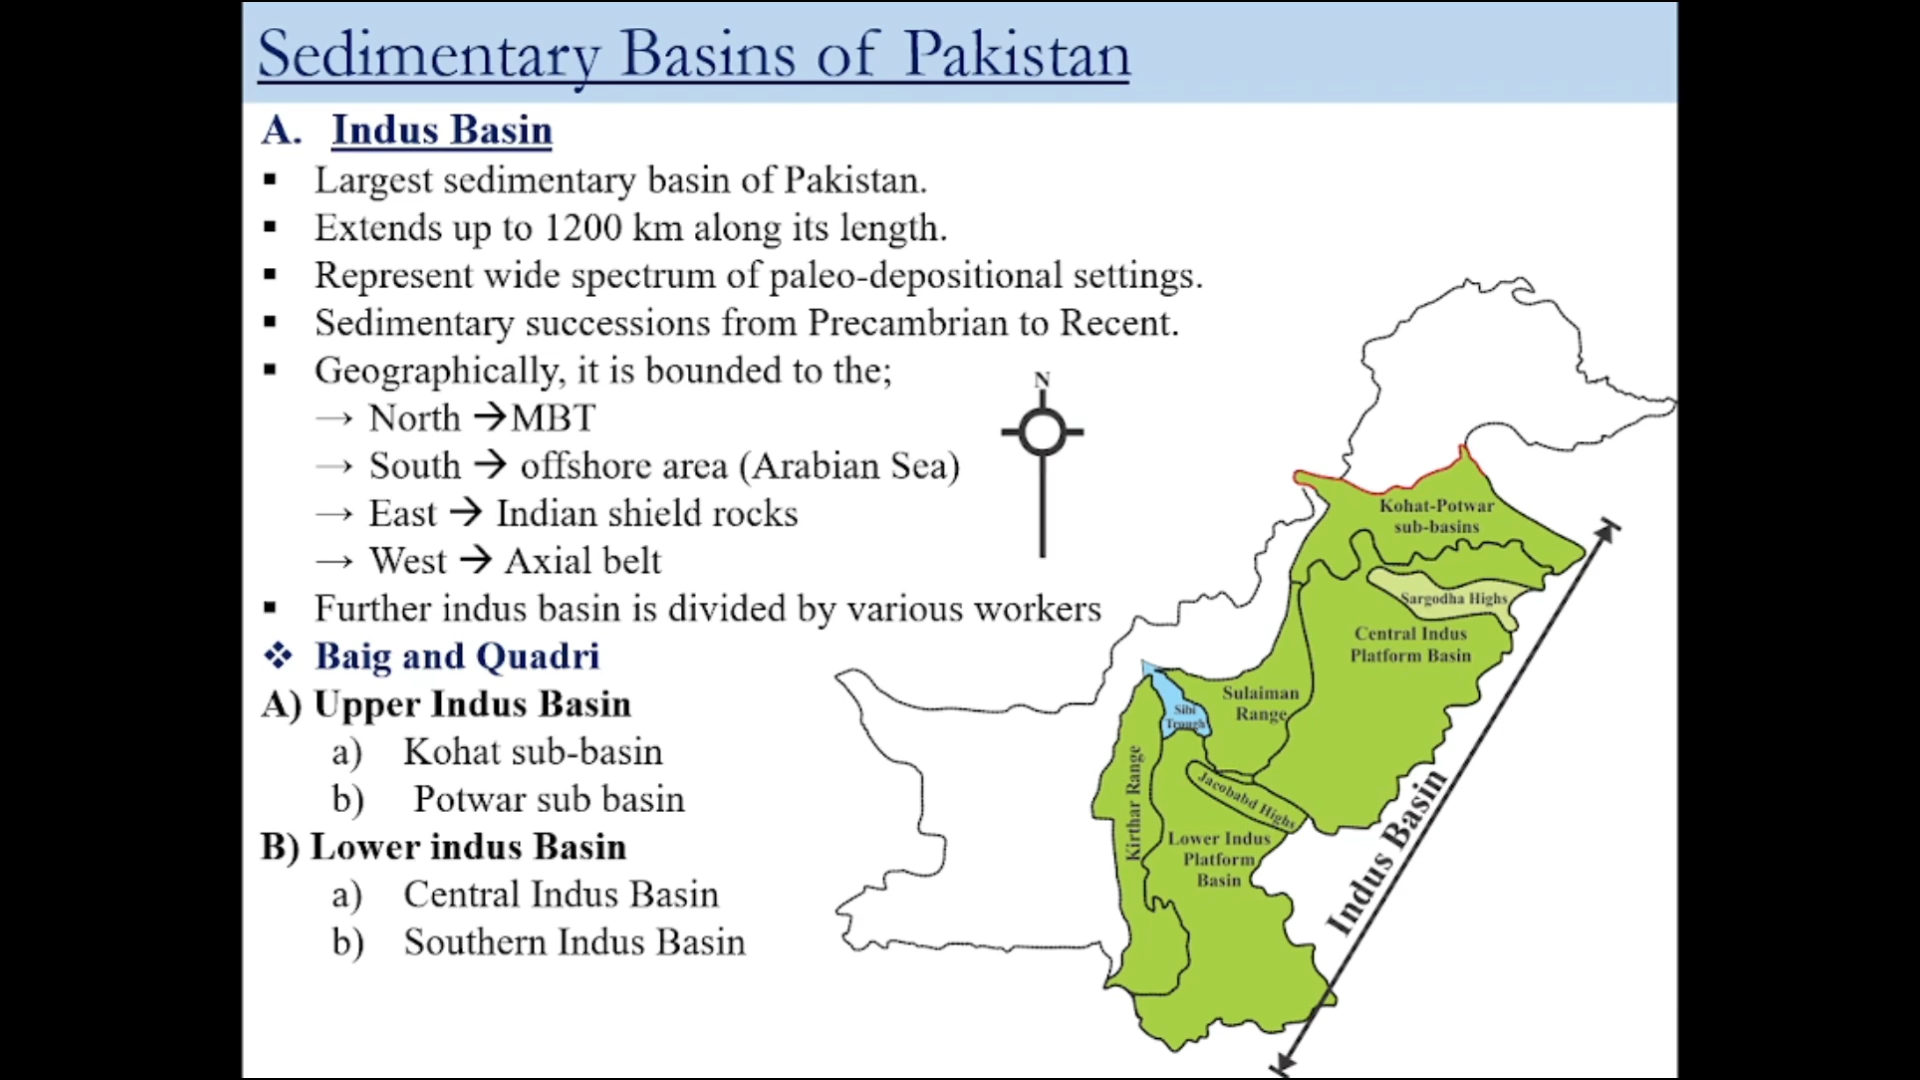 Sedimentary Basins of Pakistan
A. Indus Basin
▪ Largest sedimentary basin of Pakistan.
▪ Extends up to 1200 km along its length.
▪ Represent wide spectrum of paleo-depositional settings.
▪ Sedimentary successions from Precambrian to Recent.
▪ Geographically, it is bounded to the;
→ North →MBT
→ South → offshore area (Arabian Sea)
→ East → Indian shield rocks
→ West → Axial belt
▪ Further indus basin is divided by various workers
❖ Baig and Quadri
A) Upper Indus Basin
a) Kohat sub-basin
b) Potwar sub basin
B) Lower indus Basin
a) Central Indus Basin
b) Southern Indus Basin
N
Kohat-Potwar
sub-basins
Sargodha Highs
Central Indus
Platform Basin
Sulaiman
Range
Sibi
Trough
Kirthar Range
Jacobabd Highs
Lower Indus
Platform
Basin
Indus Basin